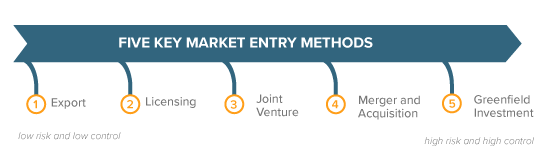 FIVE KEY MARKET ENTRY METHODS
1 Export
2 Licensing
3 Joint
Venture
4 Merger and
Acquisition
5 Greenfield
Investment
low risk and low control
high risk and high control